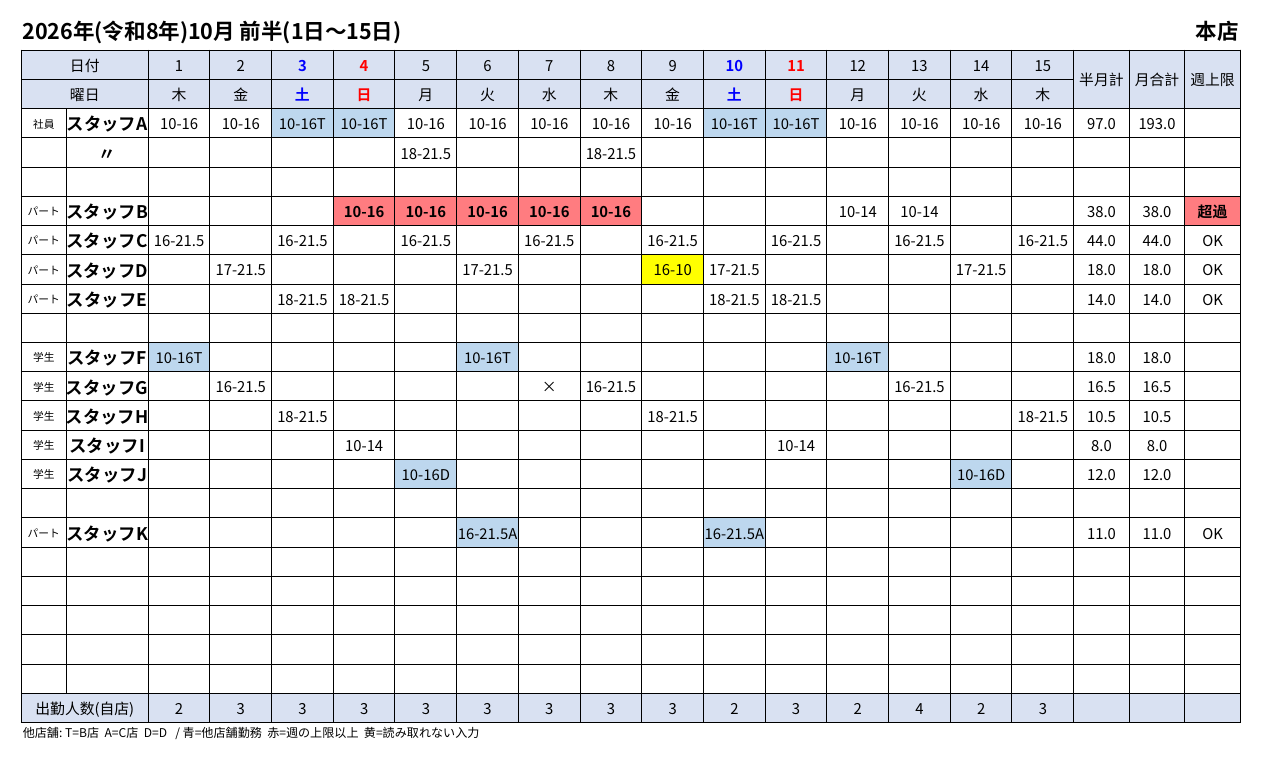 2026年(令和8年)10月 前半(1日～15日) 本店
日付 1 2 3 4 5 6 7 8 9 10 11 12 13 14 15 半月計 月合計 週上限
曜日 木 金 土 日 月 火 水 木 金 土 日 月 火 水 木
社員 スタッフA 10-16 10-16 10-16T 10-16T 10-16 10-16 10-16 10-16 10-16 10-16T 10-16T 10-16 10-16 10-16 10-16 97.0 193.0
〃 18-21.5 18-21.5
パート スタッフB 10-16 10-16 10-16 10-16 10-16 10-14 10-14 38.0 38.0 超過
パート スタッフC 16-21.5 16-21.5 16-21.5 16-21.5 16-21.5 16-21.5 16-21.5 16-21.5 44.0 44.0 OK
パート スタッフD 17-21.5 17-21.5 16-10 17-21.5 17-21.5 18.0 18.0 OK
パート スタッフE 18-21.5 18-21.5 18-21.5 18-21.5 14.0 14.0 OK
学生 スタッフF 10-16T 10-16T 10-16T 18.0 18.0
学生 スタッフG 16-21.5 × 16-21.5 16-21.5 16.5 16.5
学生 スタッフH 18-21.5 18-21.5 18-21.5 10.5 10.5
学生 スタッフI 10-14 10-14 8.0 8.0
学生 スタッフJ 10-16D 10-16D 12.0 12.0
パート スタッフK 16-21.5A 16-21.5A 11.0 11.0 OK
出勤人数(自店) 2 3 3 3 3 3 3 3 3 2 3 2 4 2 3
他店舗: T=B店 A=C店 D=D / 青=他店舗勤務 赤=週の上限以上 黄=読み取れない入力